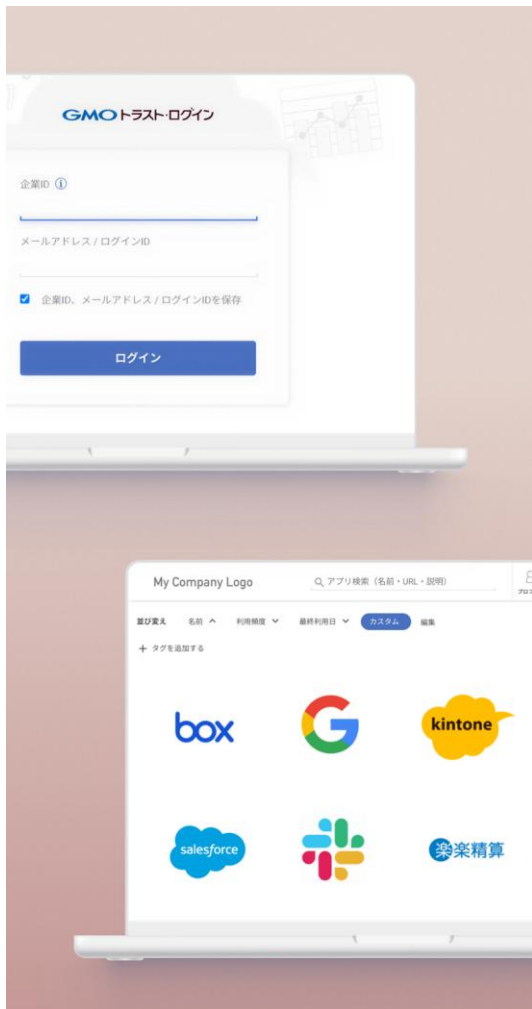 GMOトラスト・ログイン
企業ID
メールアドレス / ログインID
企業ID、メールアドレス / ログインIDを保存
ログイン
My Company Logo
アプリ検索（名前・URL・説明）
並び変え 名前 利用頻度 最終利用日 カスタム 編集
+ タグを追加する
box
kintone
salesforce
楽楽精算